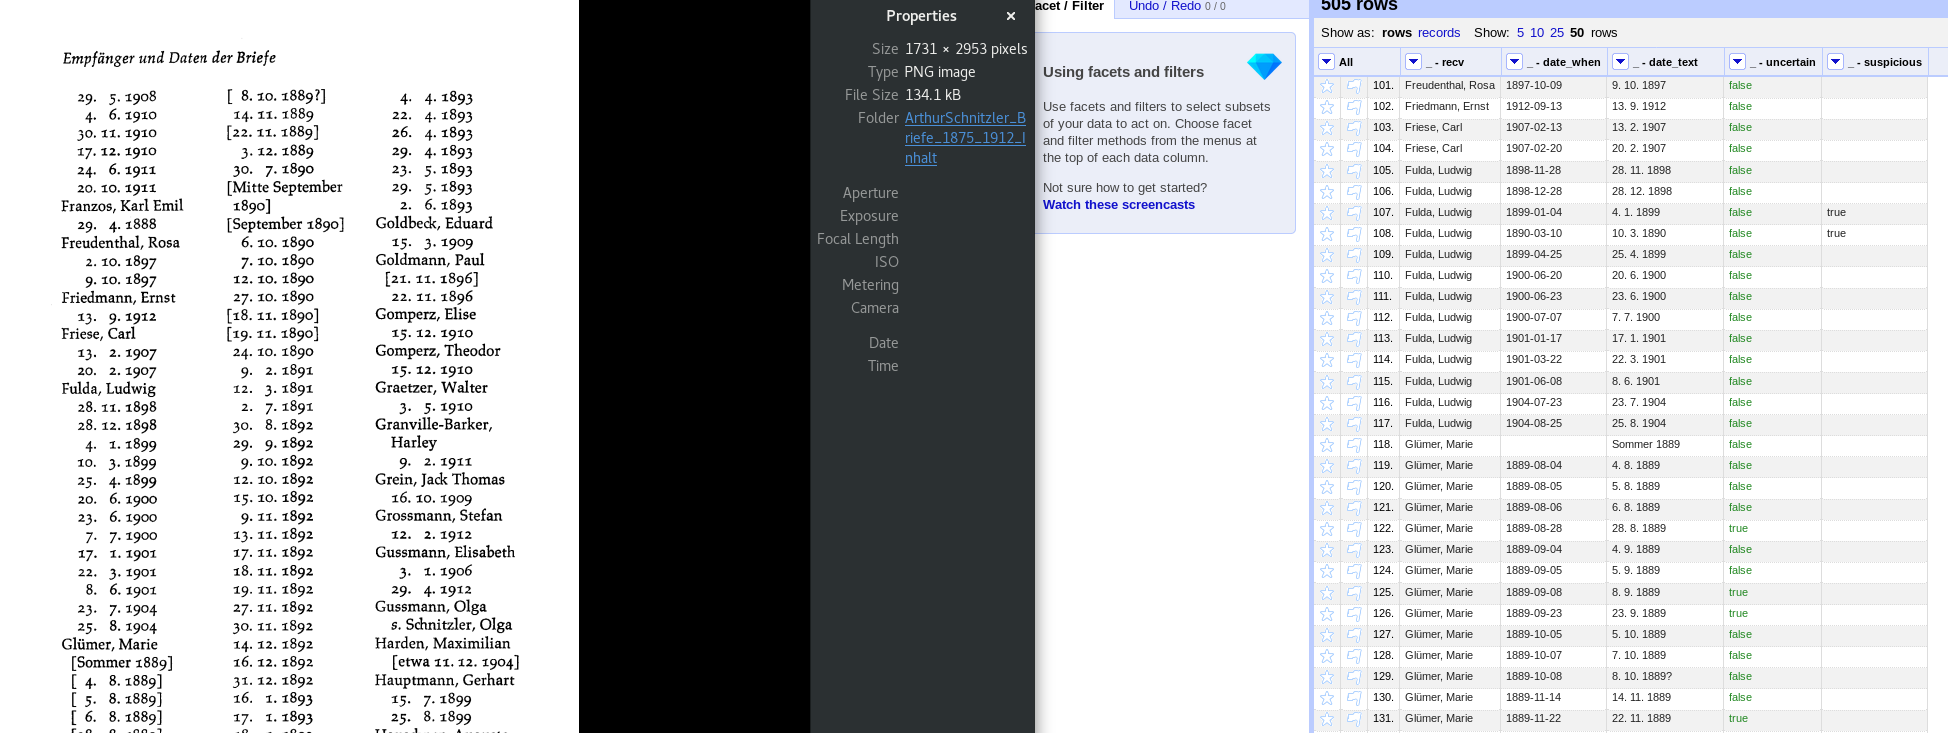 Empfänger und Daten der Briefe
29. 5. 1908
4. 6. 1910
30. 11. 1910
17. 12. 1910
24. 6. 1911
20. 10. 1911
Franzos, Karl Emil
29. 4. 1888
Freudenthal, Rosa
2. 10. 1897
9. 10. 1897
Friedmann, Ernst
13. 9. 1912
Friese, Carl
13. 2. 1907
20. 2. 1907
Fulda, Ludwig
28. 11. 1898
28. 12. 1898
4. 1. 1899
10. 3. 1899
25. 4. 1899
20. 6. 1900
23. 6. 1900
7. 7. 1900
17. 1. 1901
22. 3. 1901
8. 6. 1901
23. 7. 1904
25. 8. 1904
Glümer, Marie
[Sommer 1889]
[ 4. 8. 1889]
[ 5. 8. 1889]
[ 6. 8. 1889]
[ 8. 10. 1889?]
14. 11. 1889
[22. 11. 1889]
3. 12. 1889
30. 7. 1890
[Mitte September
1890]
[September 1890]
6. 10. 1890
7. 10. 1890
12. 10. 1890
27. 10. 1890
[18. 11. 1890]
[19. 11. 1890]
24. 10. 1890
9. 2. 1891
12. 3. 1891
2. 7. 1891
30. 8. 1892
29. 9. 1892
9. 10. 1892
12. 10. 1892
15. 10. 1892
9. 11. 1892
13. 11. 1892
17. 11. 1892
18. 11. 1892
19. 11. 1892
27. 11. 1892
30. 11. 1892
14. 12. 1892
16. 12. 1892
31. 12. 1892
16. 1. 1893
17. 1. 1893
4. 4. 1893
22. 4. 1893
26. 4. 1893
29. 4. 1893
23. 5. 1893
29. 5. 1893
2. 6. 1893
Goldbeck, Eduard
15. 3. 1909
Goldmann, Paul
[21. 11. 1896]
22. 11. 1896
Gomperz, Elise
15. 12. 1910
Gomperz, Theodor
15. 12. 1910
Graetzer, Walter
3. 5. 1910
Granville-Barker,
Harley
9. 2. 1911
Grein, Jack Thomas
16. 10. 1909
Grossmann, Stefan
12. 2. 1912
Gussmann, Elisabeth
3. 1. 1906
29. 4. 1912
Gussmann, Olga
s. Schnitzler, Olga
Harden, Maximilian
[etwa 11. 12. 1904]
Hauptmann, Gerhart
15. 7. 1899
25. 8. 1899
Properties ×
Size 1731 × 2953 pixels
Type PNG image
File Size 134.1 kB
Folder ArthurSchnitzler_B
riefe_1875_1912_I
nhalt
Aperture
Exposure
Focal Length
ISO
Metering
Camera
Date
Time
acet / Filter Undo / Redo 0 / 0
Using facets and filters
Use facets and filters to select subsets
of your data to act on. Choose facet
and filter methods from the menus at
the top of each data column.
Not sure how to get started?
Watch these screencasts
505 rows
Show as: rows records Show: 5 10 25 50 rows
All _ - recv _ - date_when _ - date_text _ - uncertain _ - suspicious
101. Freudenthal, Rosa 1897-10-09 9. 10. 1897 false
102. Friedmann, Ernst 1912-09-13 13. 9. 1912 false
103. Friese, Carl 1907-02-13 13. 2. 1907 false
104. Friese, Carl 1907-02-20 20. 2. 1907 false
105. Fulda, Ludwig 1898-11-28 28. 11. 1898 false
106. Fulda, Ludwig 1898-12-28 28. 12. 1898 false
107. Fulda, Ludwig 1899-01-04 4. 1. 1899 false true
108. Fulda, Ludwig 1890-03-10 10. 3. 1890 false true
109. Fulda, Ludwig 1899-04-25 25. 4. 1899 false
110. Fulda, Ludwig 1900-06-20 20. 6. 1900 false
111. Fulda, Ludwig 1900-06-23 23. 6. 1900 false
112. Fulda, Ludwig 1900-07-07 7. 7. 1900 false
113. Fulda, Ludwig 1901-01-17 17. 1. 1901 false
114. Fulda, Ludwig 1901-03-22 22. 3. 1901 false
115. Fulda, Ludwig 1901-06-08 8. 6. 1901 false
116. Fulda, Ludwig 1904-07-23 23. 7. 1904 false
117. Fulda, Ludwig 1904-08-25 25. 8. 1904 false
118. Glümer, Marie Sommer 1889 false
119. Glümer, Marie 1889-08-04 4. 8. 1889 false
120. Glümer, Marie 1889-08-05 5. 8. 1889 false
121. Glümer, Marie 1889-08-06 6. 8. 1889 false
122. Glümer, Marie 1889-08-28 28. 8. 1889 true
123. Glümer, Marie 1889-09-04 4. 9. 1889 false
124. Glümer, Marie 1889-09-05 5. 9. 1889 false
125. Glümer, Marie 1889-09-08 8. 9. 1889 true
126. Glümer, Marie 1889-09-23 23. 9. 1889 true
127. Glümer, Marie 1889-10-05 5. 10. 1889 false
128. Glümer, Marie 1889-10-07 7. 10. 1889 false
129. Glümer, Marie 1889-10-08 8. 10. 1889? false
130. Glümer, Marie 1889-11-14 14. 11. 1889 false
131. Glümer, Marie 1889-11-22 22. 11. 1889 true